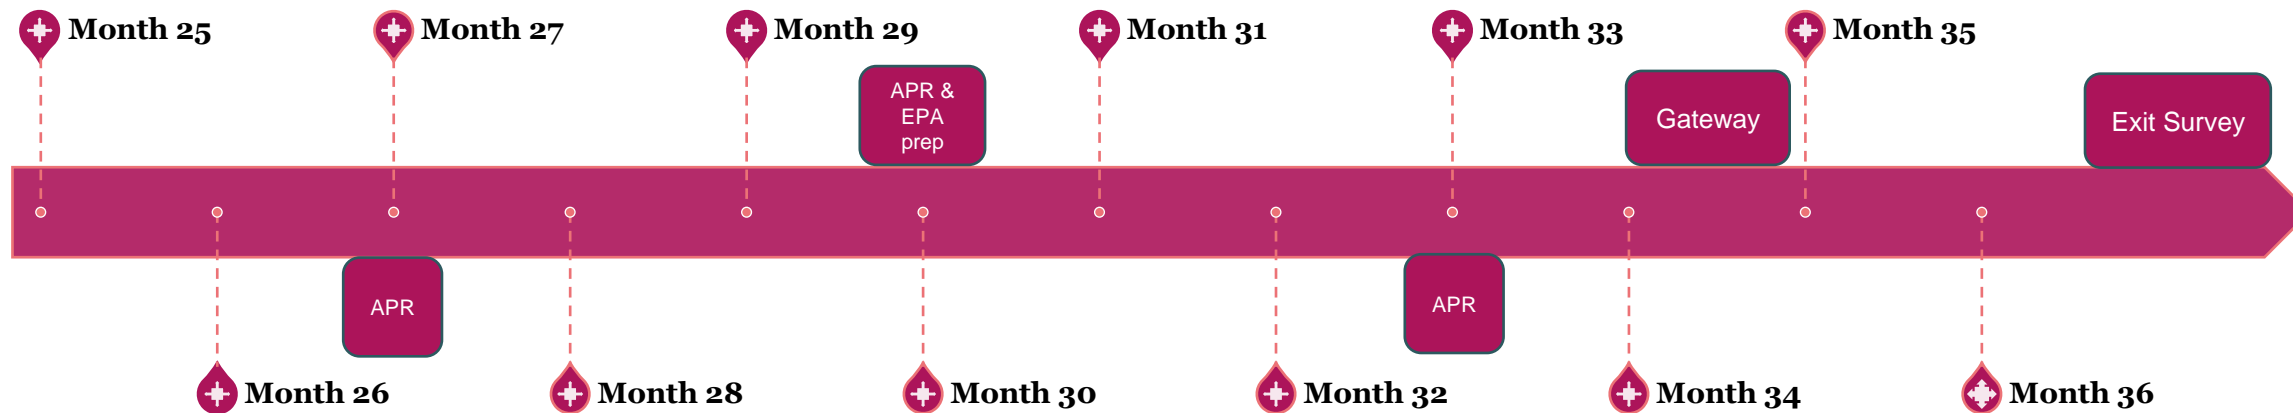 Month 25
Month 27
Month 29
Month 31
Month 33
Month 35
APR &
EPA
prep
Gateway
Exit Survey
APR
APR
Month 26
Month 28
Month 30
Month 32
Month 34
Month 36